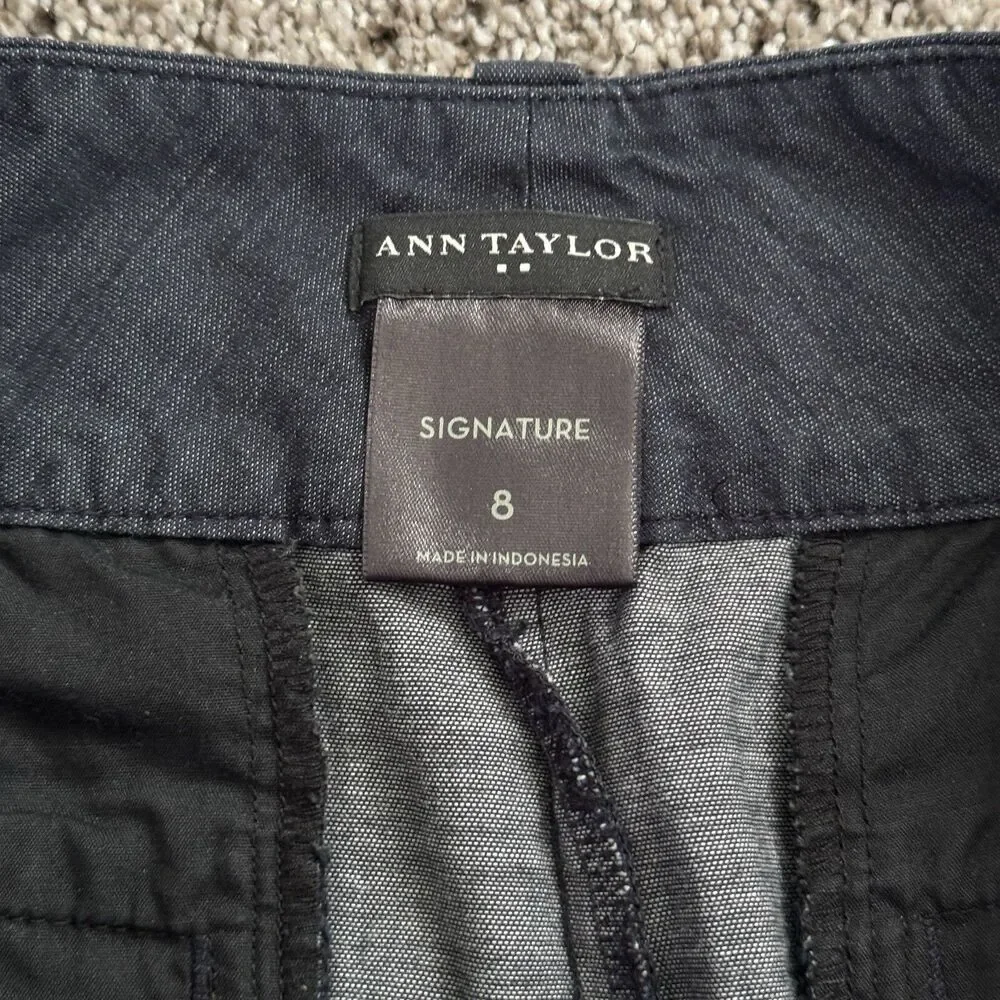 ANN TAYLOR
SIGNATURE
8
MADE IN INDONESIA